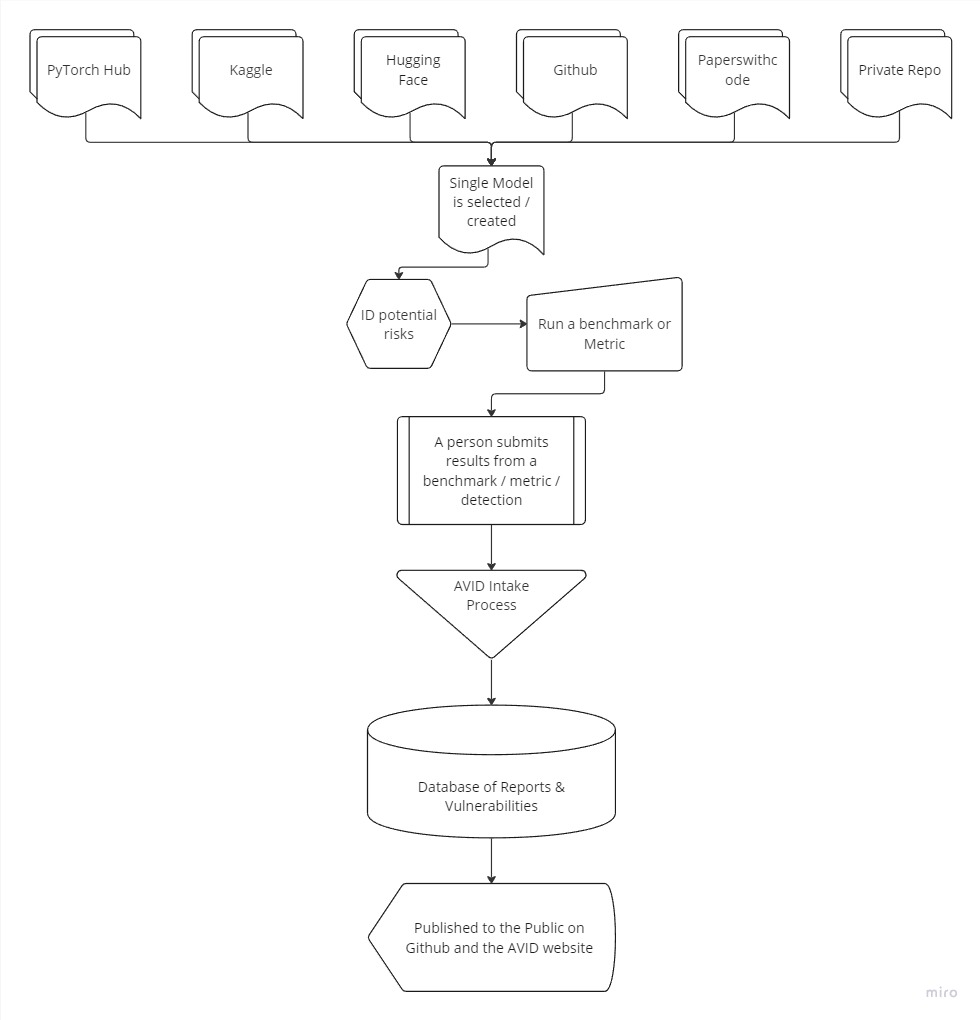 PyTorch Hub
Kaggle
Hugging
Face
Github
Paperswithc
ode
Private Repo
Single Model
is selected /
created
ID potential
risks
Run a benchmark or
Metric
A person submits
results from a
benchmark / metric /
detection
AVID Intake
Process
Database of Reports &
Vulnerabilities
Published to the Public on
Github and the AVID website
miro